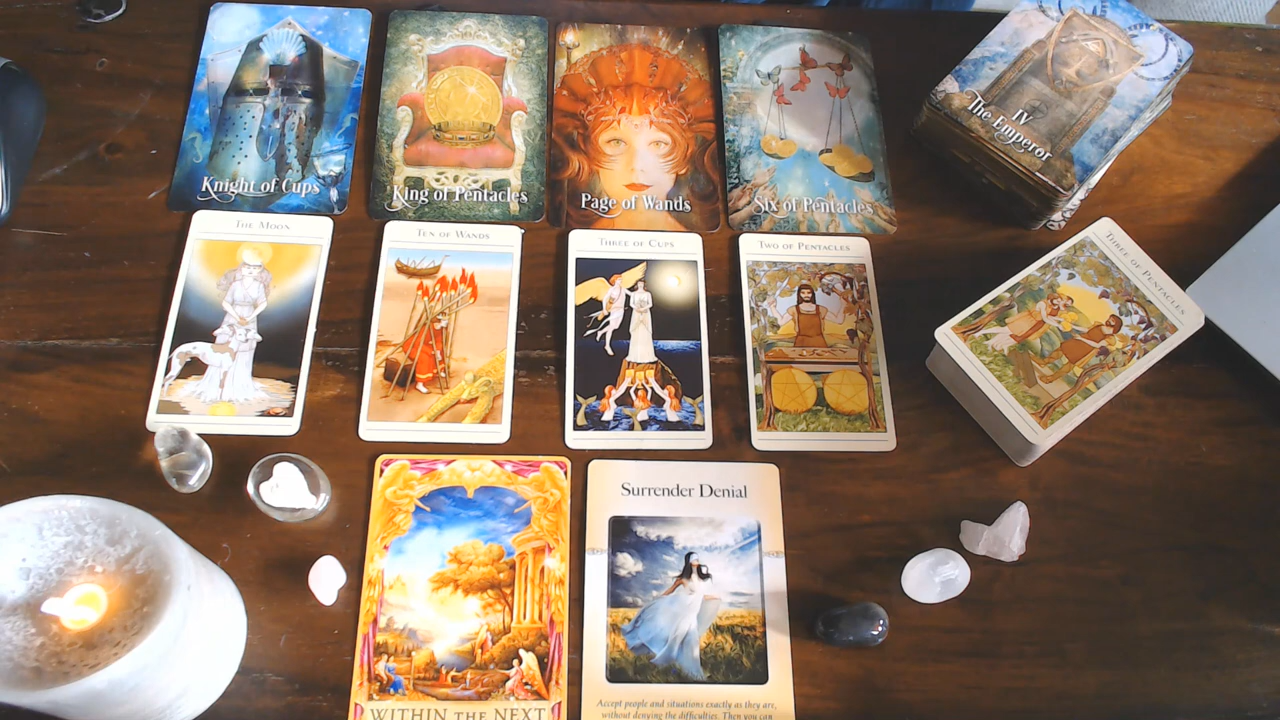 Knight of Cups
King of Pentacles
Page of Wands
Six of Pentacles
IV
The Emperor
THE MOON
TEN OF WANDS
THREE OF CUPS
TWO OF PENTACLES
THREE OF PENTACLES
WITHIN THE NEXT
Surrender Denial
Accept people and situations exactly as they are,
without denying the difficulties. Then you can